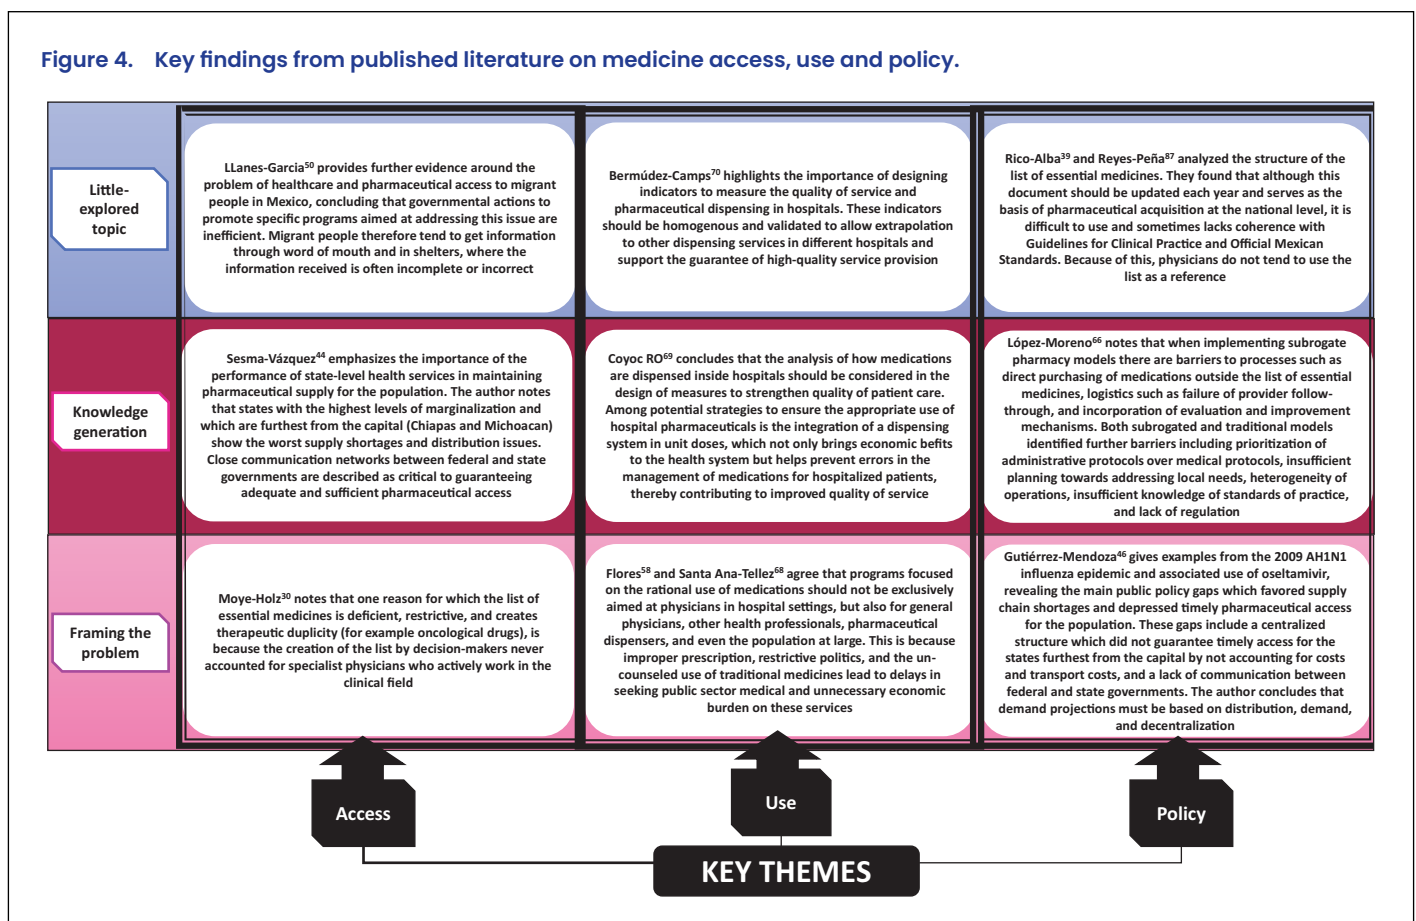 Figure 4. Key findings from published literature on medicine access, use and policy.
Little-
explored
topic
LLanes-Garcia50 provides further evidence around the
problem of healthcare and pharmaceutical access to migrant
people in Mexico, concluding that governmental actions to
promote specific programs aimed at addressing this issue are
inefficient. Migrant people therefore tend to get information
through word of mouth and in shelters, where the
information received is often incomplete or incorrect
Bermúdez-Camps70 highlights the importance of designing
indicators to measure the quality of service and
pharmaceutical dispensing in hospitals. These indicators
should be homogenous and validated to allow extrapolation
to other dispensing services in different hospitals and
support the guarantee of high-quality service provision
Rico-Alba39 and Reyes-Peña87 analyzed the structure of the
list of essential medicines. They found that although this
document should be updated each year and serves as the
basis of pharmaceutical acquisition at the national level, it is
difficult to use and sometimes lacks coherence with
Guidelines for Clinical Practice and Official Mexican
Standards. Because of this, physicians do not tend to use the
list as a reference
Knowledge
generation
Sesma-Vázquez44 emphasizes the importance of the
performance of state-level health services in maintaining
pharmaceutical supply for the population. The author notes
that states with the highest levels of marginalization and
which are furthest from the capital (Chiapas and Michoacan)
show the worst supply shortages and distribution issues.
Close communication networks between federal and state
governments are described as critical to guaranteeing
adequate and sufficient pharmaceutical access
Coyoc RO69 concludes that the analysis of how medications
are dispensed inside hospitals should be considered in the
design of measures to strengthen quality of patient care.
Among potential strategies to ensure the appropriate use of
hospital pharmaceuticals is the integration of a dispensing
system in unit doses, which not only brings economic befits
to the health system but helps prevent errors in the
management of medications for hospitalized patients,
thereby contributing to improved quality of service
López-Moreno66 notes that when implementing subrogate
pharmacy models there are barriers to processes such as
direct purchasing of medications outside the list of essential
medicines, logistics such as failure of provider follow-
through, and incorporation of evaluation and improvement
mechanisms. Both subrogated and traditional models
identified further barriers including prioritization of
administrative protocols over medical protocols, insufficient
planning towards addressing local needs, heterogeneity of
operations, insufficient knowledge of standards of practice,
and lack of regulation
Framing the
problem
Moye-Holz30 notes that one reason for which the list of
essential medicines is deficient, restrictive, and creates
therapeutic duplicity (for example oncological drugs), is
because the creation of the list by decision-makers never
accounted for specialist physicians who actively work in the
clinical field
Flores58 and Santa Ana-Tellez68 agree that programs focused
on the rational use of medications should not be exclusively
aimed at physicians in hospital settings, but also for general
physicians, other health professionals, pharmaceutical
dispensers, and even the population at large. This is because
improper prescription, restrictive politics, and the un-
counseled use of traditional medicines lead to delays in
seeking public sector medical and unnecessary economic
burden on these services
Gutiérrez-Mendoza46 gives examples from the 2009 AH1N1
influenza epidemic and associated use of oseltamivir,
revealing the main public policy gaps which favored supply
chain shortages and depressed timely pharmaceutical access
for the population. These gaps include a centralized
structure which did not guarantee timely access for the
states furthest from the capital by not accounting for costs
and transport costs, and a lack of communication between
federal and state governments. The author concludes that
demand projections must be based on distribution, demand,
and decentralization
Access
Use
Policy
KEY THEMES